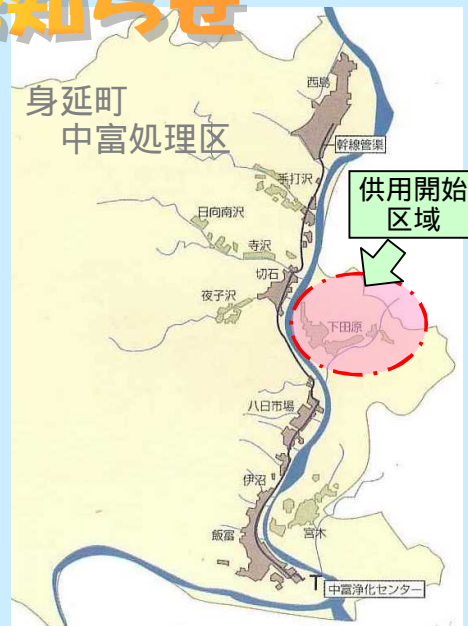 お知らせ
身延町
中富処理区
西島
幹線管渠
手打沢
供用開始
区域
日向南沢
寺沢
切石
夜子沢
下田原
八日市場
伊沼
飯富
宮木
T
中富浄化センター